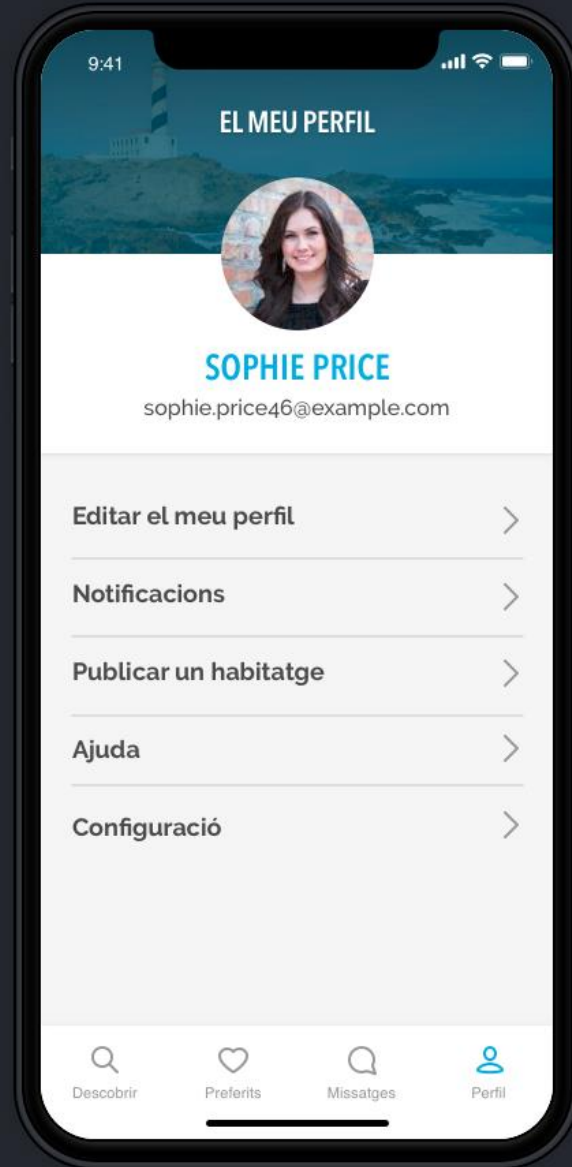 9:41
EL MEU PERFIL
SOPHIE PRICE
sophie.price46@example.com
Editar el meu perfil
Notificacions
Publicar un habitatge
Ajuda
Configuració
Descobrir Preferits Missatges Perfil